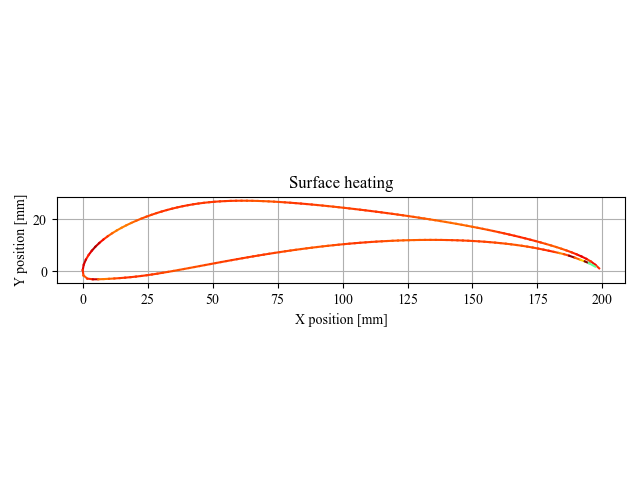 Surface heating
Y position [mm]
20
0
0 25 50 75 100 125 150 175 200
X position [mm]